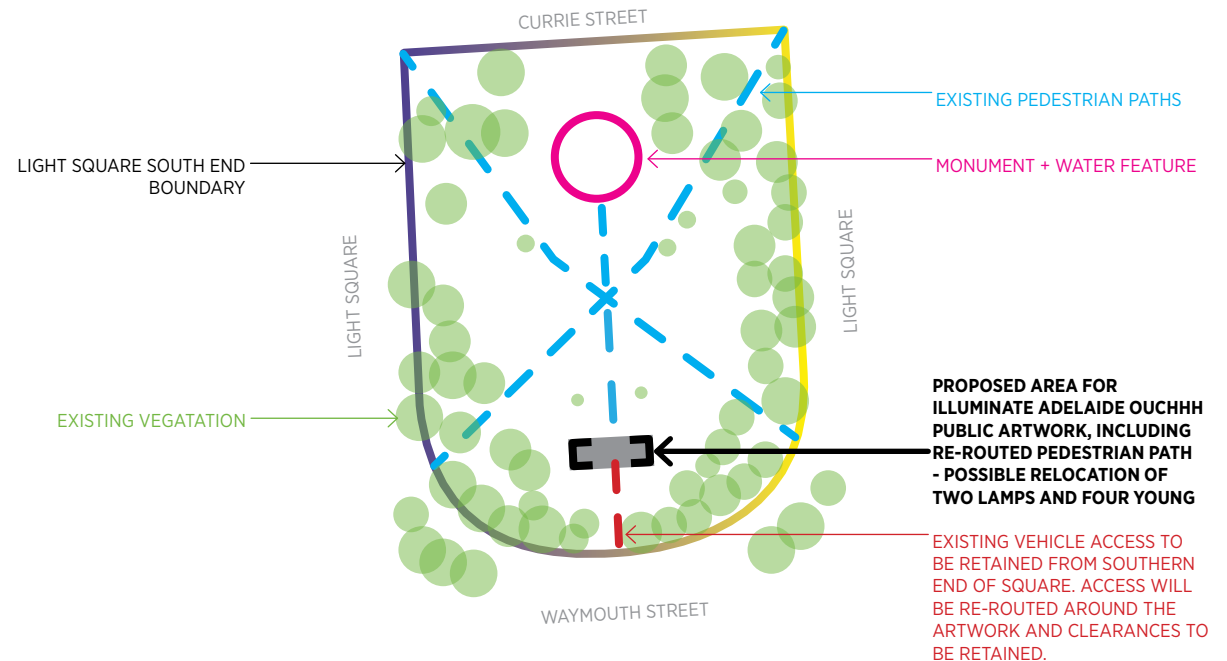 CURRIE STREET
EXISTING PEDESTRIAN PATHS
LIGHT SQUARE SOUTH END
BOUNDARY
MONUMENT + WATER FEATURE
LIGHT SQUARE
LIGHT SQUARE
EXISTING VEGATATION
PROPOSED AREA FOR
ILLUMINATE ADELAIDE OUCHHH
PUBLIC ARTWORK, INCLUDING
RE-ROUTED PEDESTRIAN PATH
- POSSIBLE RELOCATION OF
TWO LAMPS AND FOUR YOUNG
EXISTING VEHICLE ACCESS TO
BE RETAINED FROM SOUTHERN
END OF SQUARE. ACCESS WILL
BE RE-ROUTED AROUND THE
ARTWORK AND CLEARANCES TO
BE RETAINED.
WAYMOUTH STREET